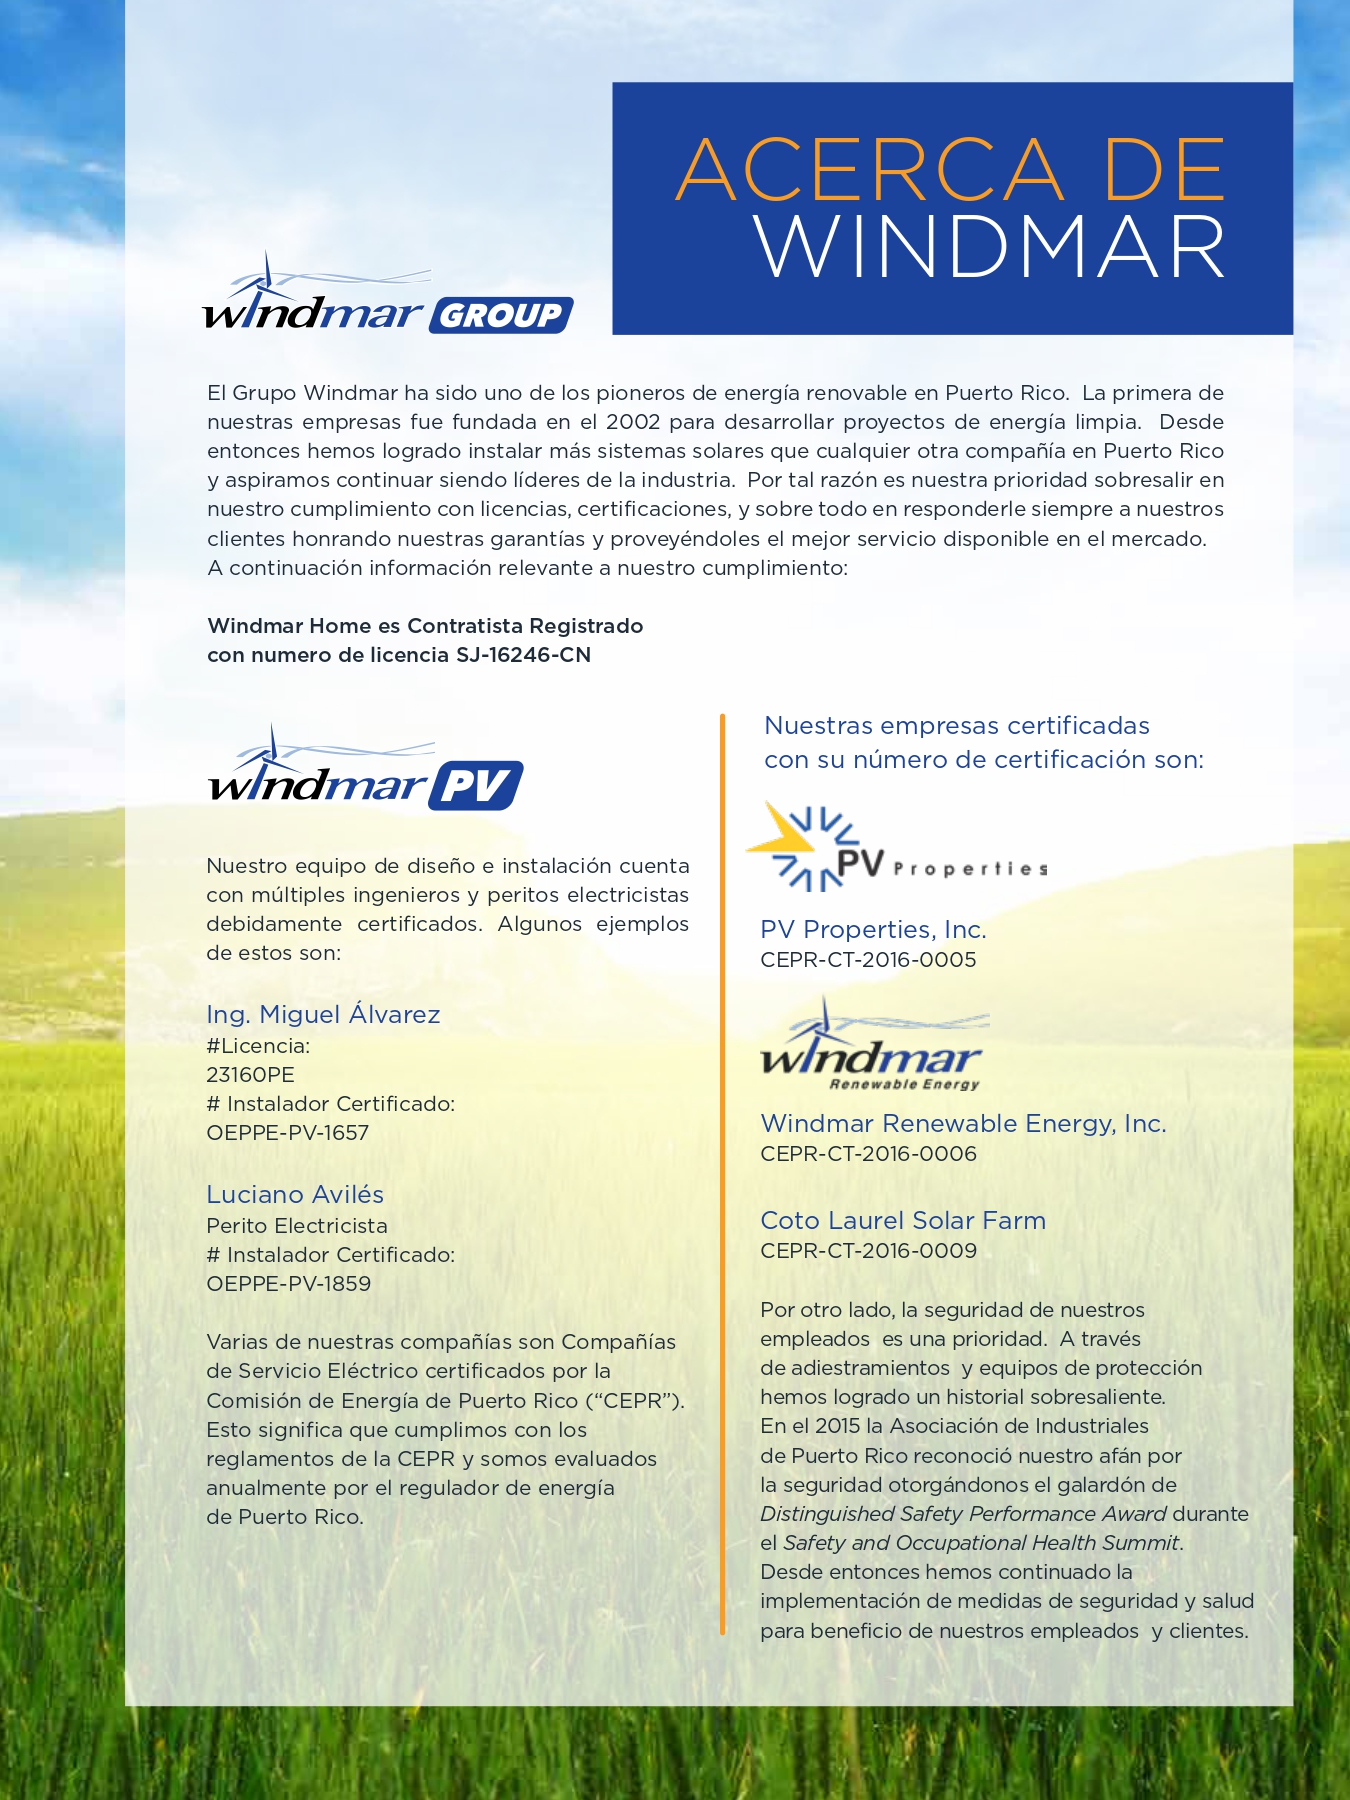 ACERCA DE
WINDMAR
windmar GROUP
El Grupo Windmar ha sido uno de los pioneros de energía renovable en Puerto Rico.  La primera de
nuestras empresas fue fundada en el 2002 para desarrollar proyectos de energía limpia.  Desde
entonces hemos logrado instalar más sistemas solares que cualquier otra compañía en Puerto Rico
y aspiramos continuar siendo líderes de la industria.  Por tal razón es nuestra prioridad sobresalir en
nuestro cumplimiento con licencias, certificaciones, y sobre todo en responderle siempre a nuestros
clientes honrando nuestras garantías y proveyéndoles el mejor servicio disponible en el mercado.
A continuación información relevante a nuestro cumplimiento:
Windmar Home es Contratista Registrado
con numero de licencia SJ-16246-CN
windmar PV
Nuestro equipo de diseño e instalación cuenta
con múltiples ingenieros y peritos electricistas
debidamente certificados. Algunos ejemplos
de estos son:
Ing. Miguel Álvarez
#Licencia:
23160PE
# Instalador Certificado:
OEPPE-PV-1657
Luciano Avilés
Perito Electricista
# Instalador Certificado:
OEPPE-PV-1859
Varias de nuestras compañías son Compañías
de Servicio Eléctrico certificados por la
Comisión de Energía de Puerto Rico (“CEPR”).
Esto significa que cumplimos con los
reglamentos de la CEPR y somos evaluados
anualmente por el regulador de energía
de Puerto Rico.
Nuestras empresas certificadas
con su número de certificación son:
PV Properties
PV Properties, Inc.
CEPR-CT-2016-0005
windmar
Renewable Energy
Windmar Renewable Energy, Inc.
CEPR-CT-2016-0006
Coto Laurel Solar Farm
CEPR-CT-2016-0009
Por otro lado, la seguridad de nuestros
empleados  es una prioridad.  A través
de adiestramientos  y equipos de protección
hemos logrado un historial sobresaliente.
En el 2015 la Asociación de Industriales
de Puerto Rico reconoció nuestro afán por
la seguridad otorgándonos el galardón de
Distinguished Safety Performance Award durante
el Safety and Occupational Health Summit.
Desde entonces hemos continuado la
implementación de medidas de seguridad y salud
para beneficio de nuestros empleados  y clientes.